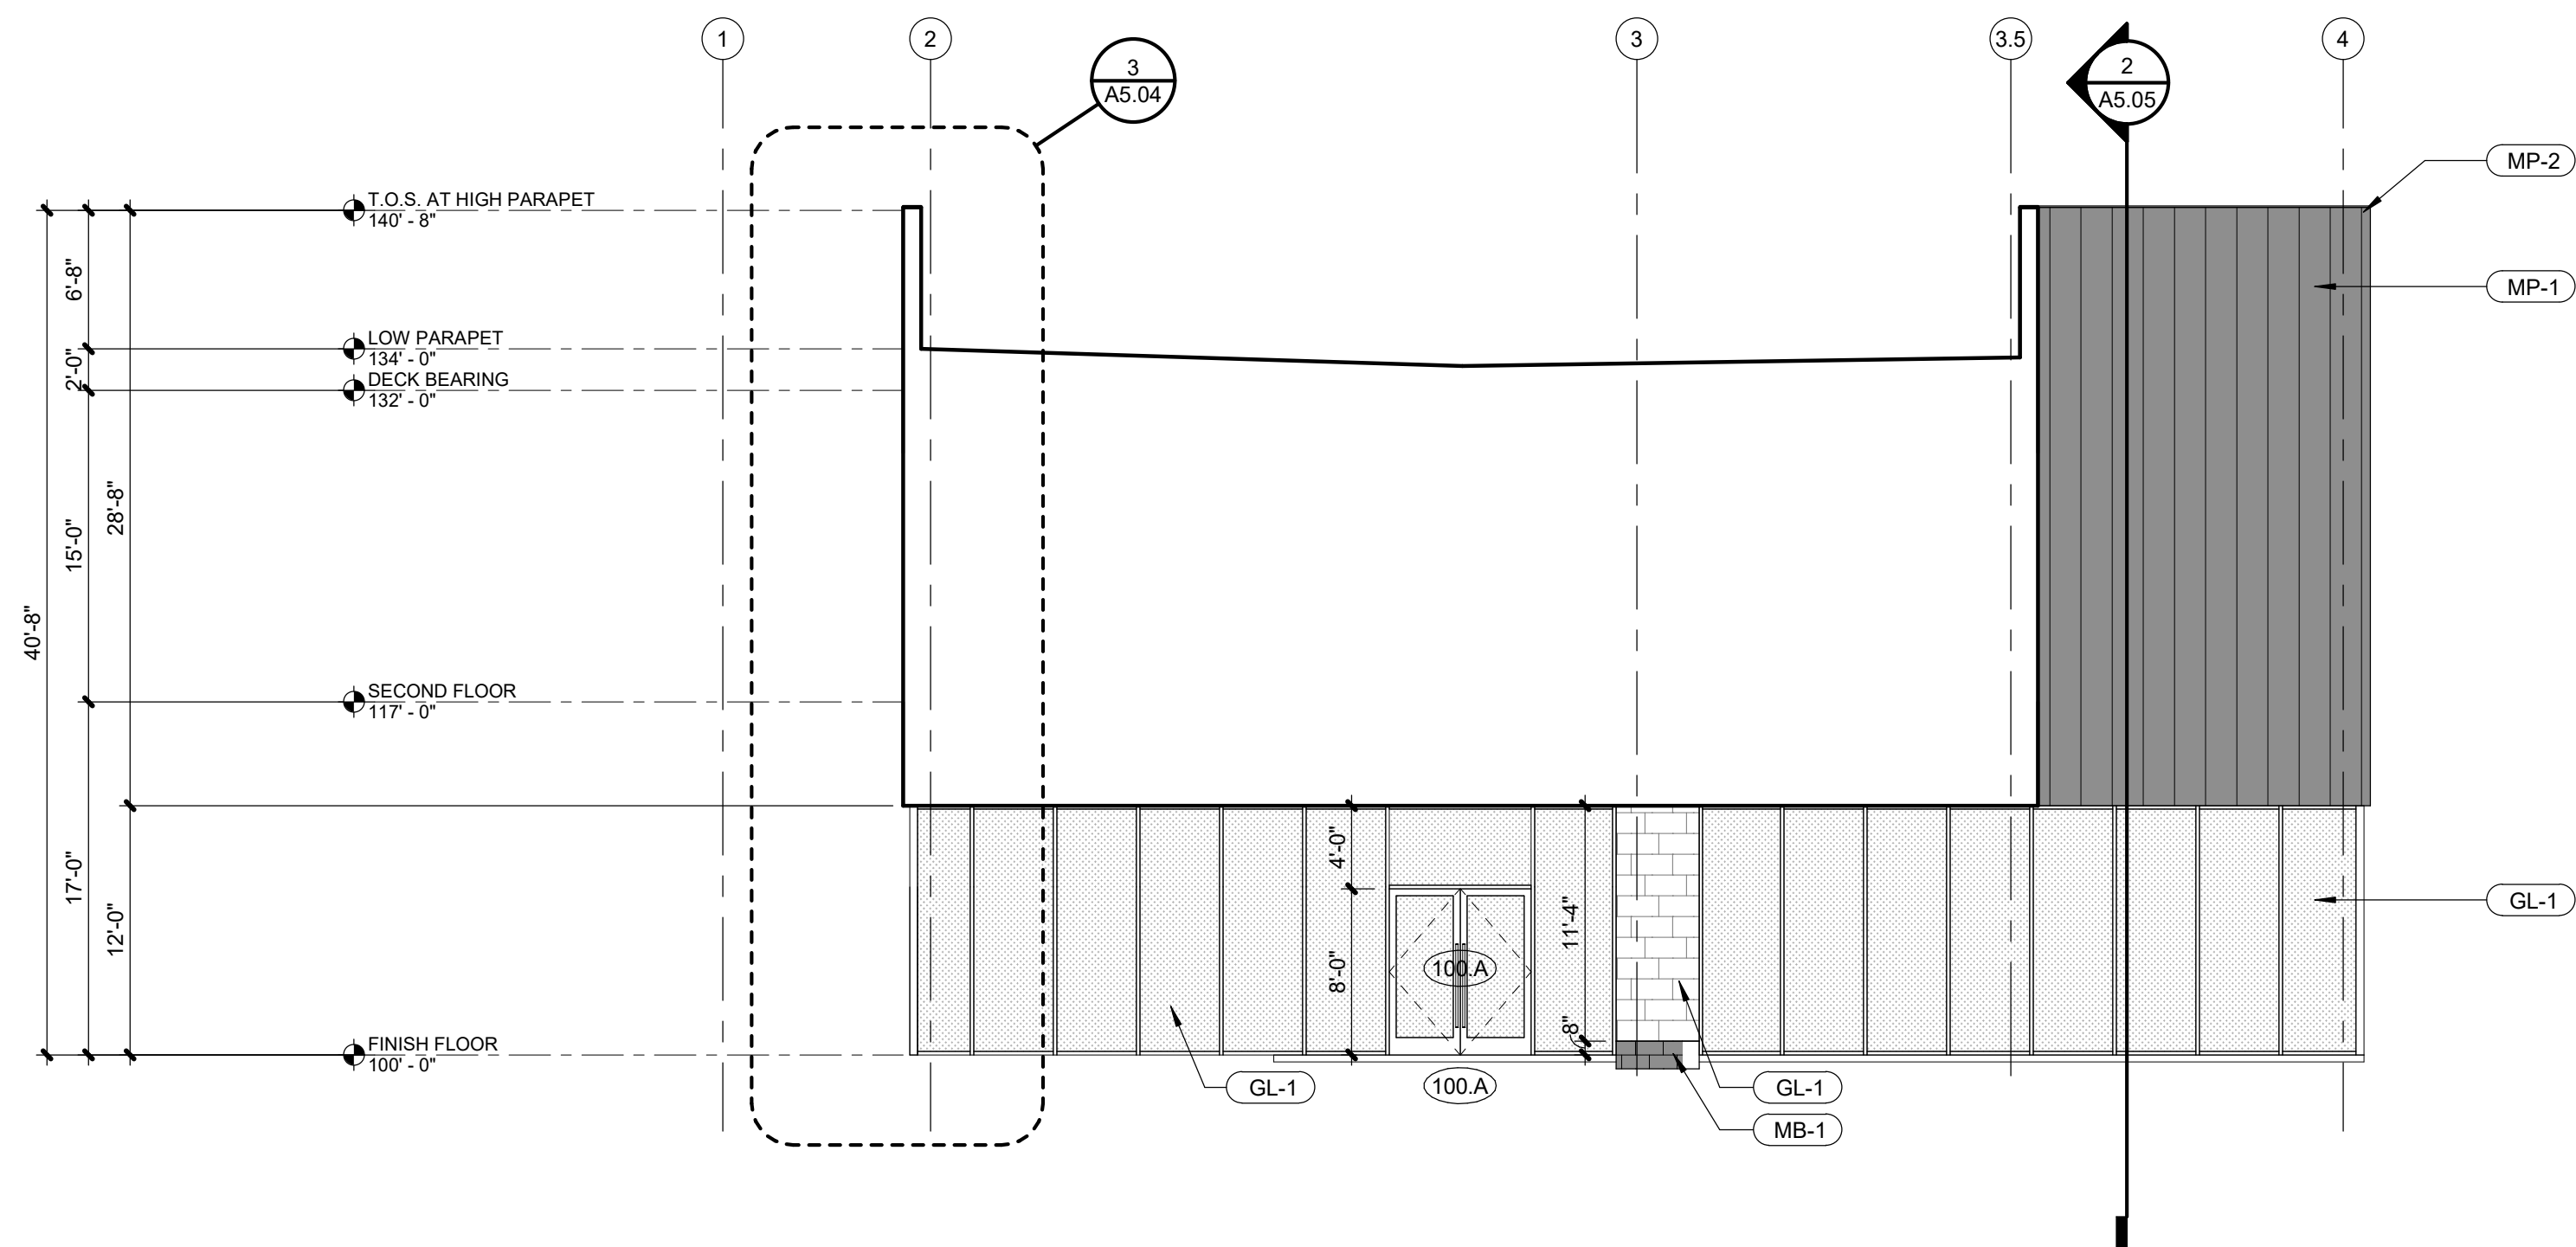 1
2
3
3.5
4
3
A5.04
2
A5.05
MP-2
T.O.S. AT HIGH PARAPET
140' - 8"
6'-8"
MP-1
LOW PARAPET
134' - 0"
2'-0"
DECK BEARING
132' - 0"
28'-8"
15'-0"
40'-8"
SECOND FLOOR
117' - 0"
4'-0"
17'-0"
12'-0"
11'-4"
GL-1
8'-0"
100.A
8"
FINISH FLOOR
100' - 0"
GL-1
100.A
GL-1
MB-1